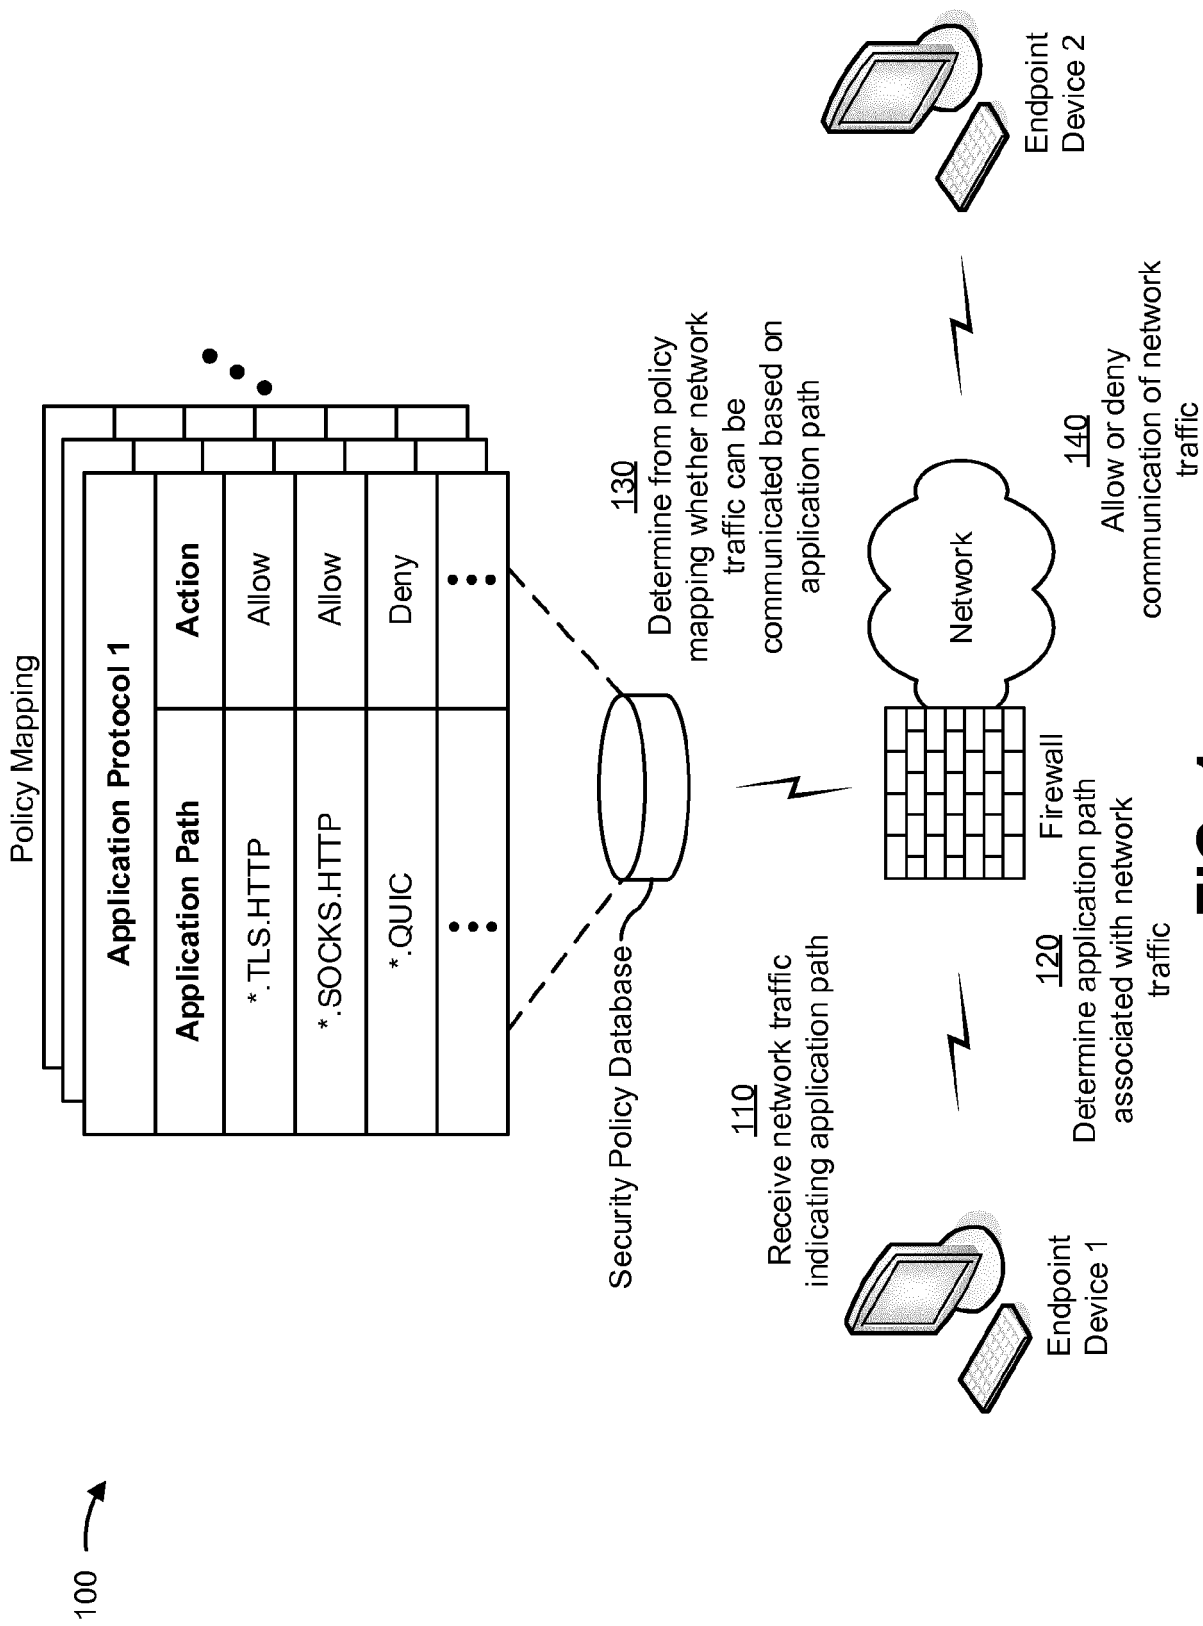 100
Policy Mapping
Application Protocol 1
Application Path
Action
*.TLS.HTTP
Allow
*.SOCKS.HTTP
Allow
*.QUIC
Deny
Security Policy Database
130
Determine from policy
mapping whether network
traffic can be
communicated based on
application path
110
Receive network traffic
indicating application path
Network
Firewall
120
Determine application path
associated with network
traffic
140
Allow or deny
communication of network
traffic
Endpoint
Device 1
Endpoint
Device 2